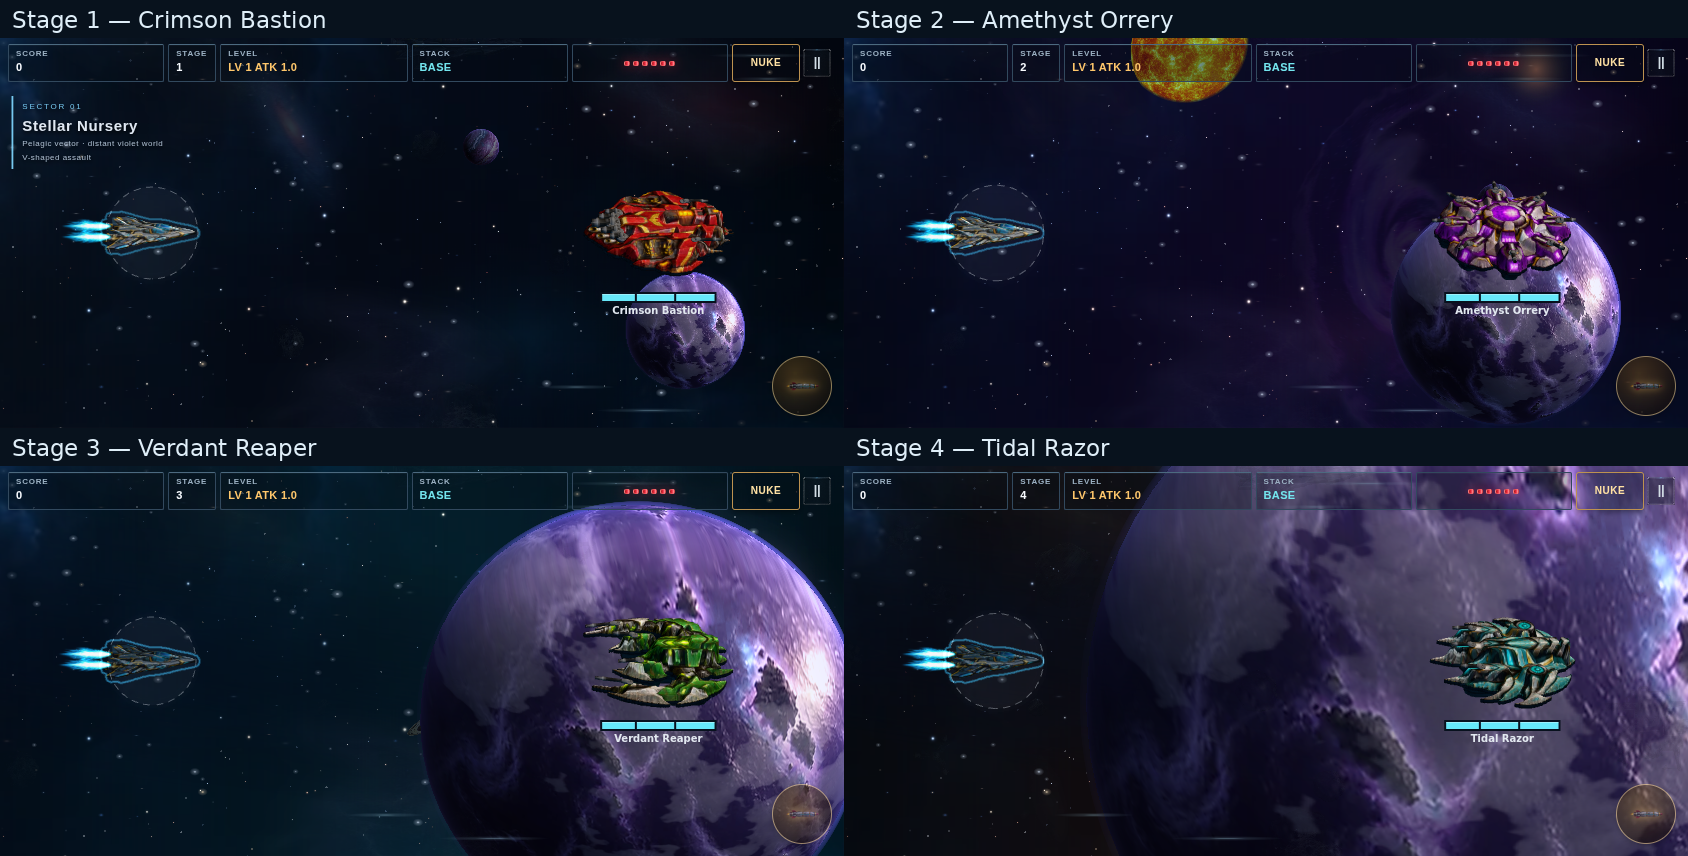 Stage 1 — Crimson Bastion
SCORE
0
STAGE
1
LEVEL
LV 1 ATK 1.0
STACK
BASE
NUKE
SECTOR 01
Stellar Nursery
Pelagic vector · distant violet world
V-shaped assault
Crimson Bastion
Stage 2 — Amethyst Orrery
SCORE
0
STAGE
2
LEVEL
LV 1 ATK 1.0
STACK
BASE
NUKE
Amethyst Orrery
Stage 3 — Verdant Reaper
SCORE
0
STAGE
3
LEVEL
LV 1 ATK 1.0
STACK
BASE
NUKE
Verdant Reaper
Stage 4 — Tidal Razor
SCORE
0
STAGE
4
LEVEL
LV 1 ATK 1.0
STACK
BASE
NUKE
Tidal Razor